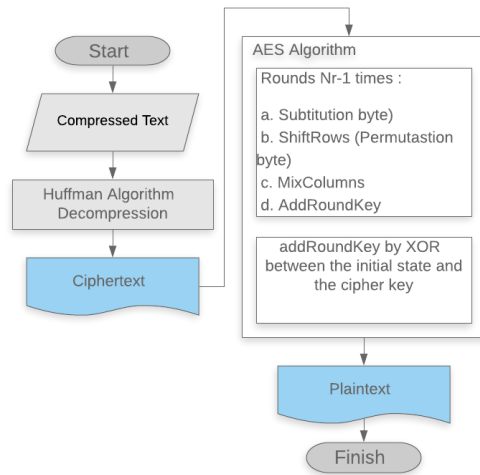 Start
Compressed Text
Huffman Algorithm
Decompression
Ciphertext
AES Algorithm
Rounds Nr-1 times :
a. Subtitution byte)
b. ShiftRows (Permutastion
byte)
c. MixColumns
d. AddRoundKey
addRoundKey by XOR
between the initial state and
the cipher key
Plaintext
Finish